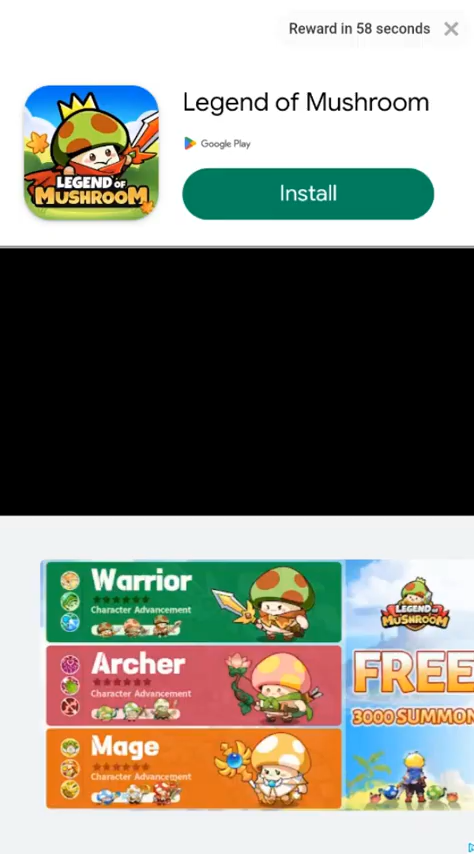 Reward in 58 seconds
Legend of Mushroom
Google Play
LEGEND OF
MUSHROOM
Install
Warrior
Character Advancement
Archer
Character Advancement
Mage
Character Advancement
LEGEND OF
MUSHROOM
FREE
3000 SUMMON